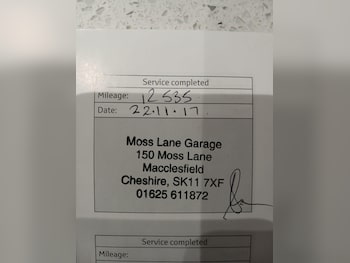 Service completed
Mileage: 12535
Date: 22.11.17.
Moss Lane Garage
150 Moss Lane
Macclesfield
Cheshire, SK11 7XF
01625 611872
Service completed
Mileage: